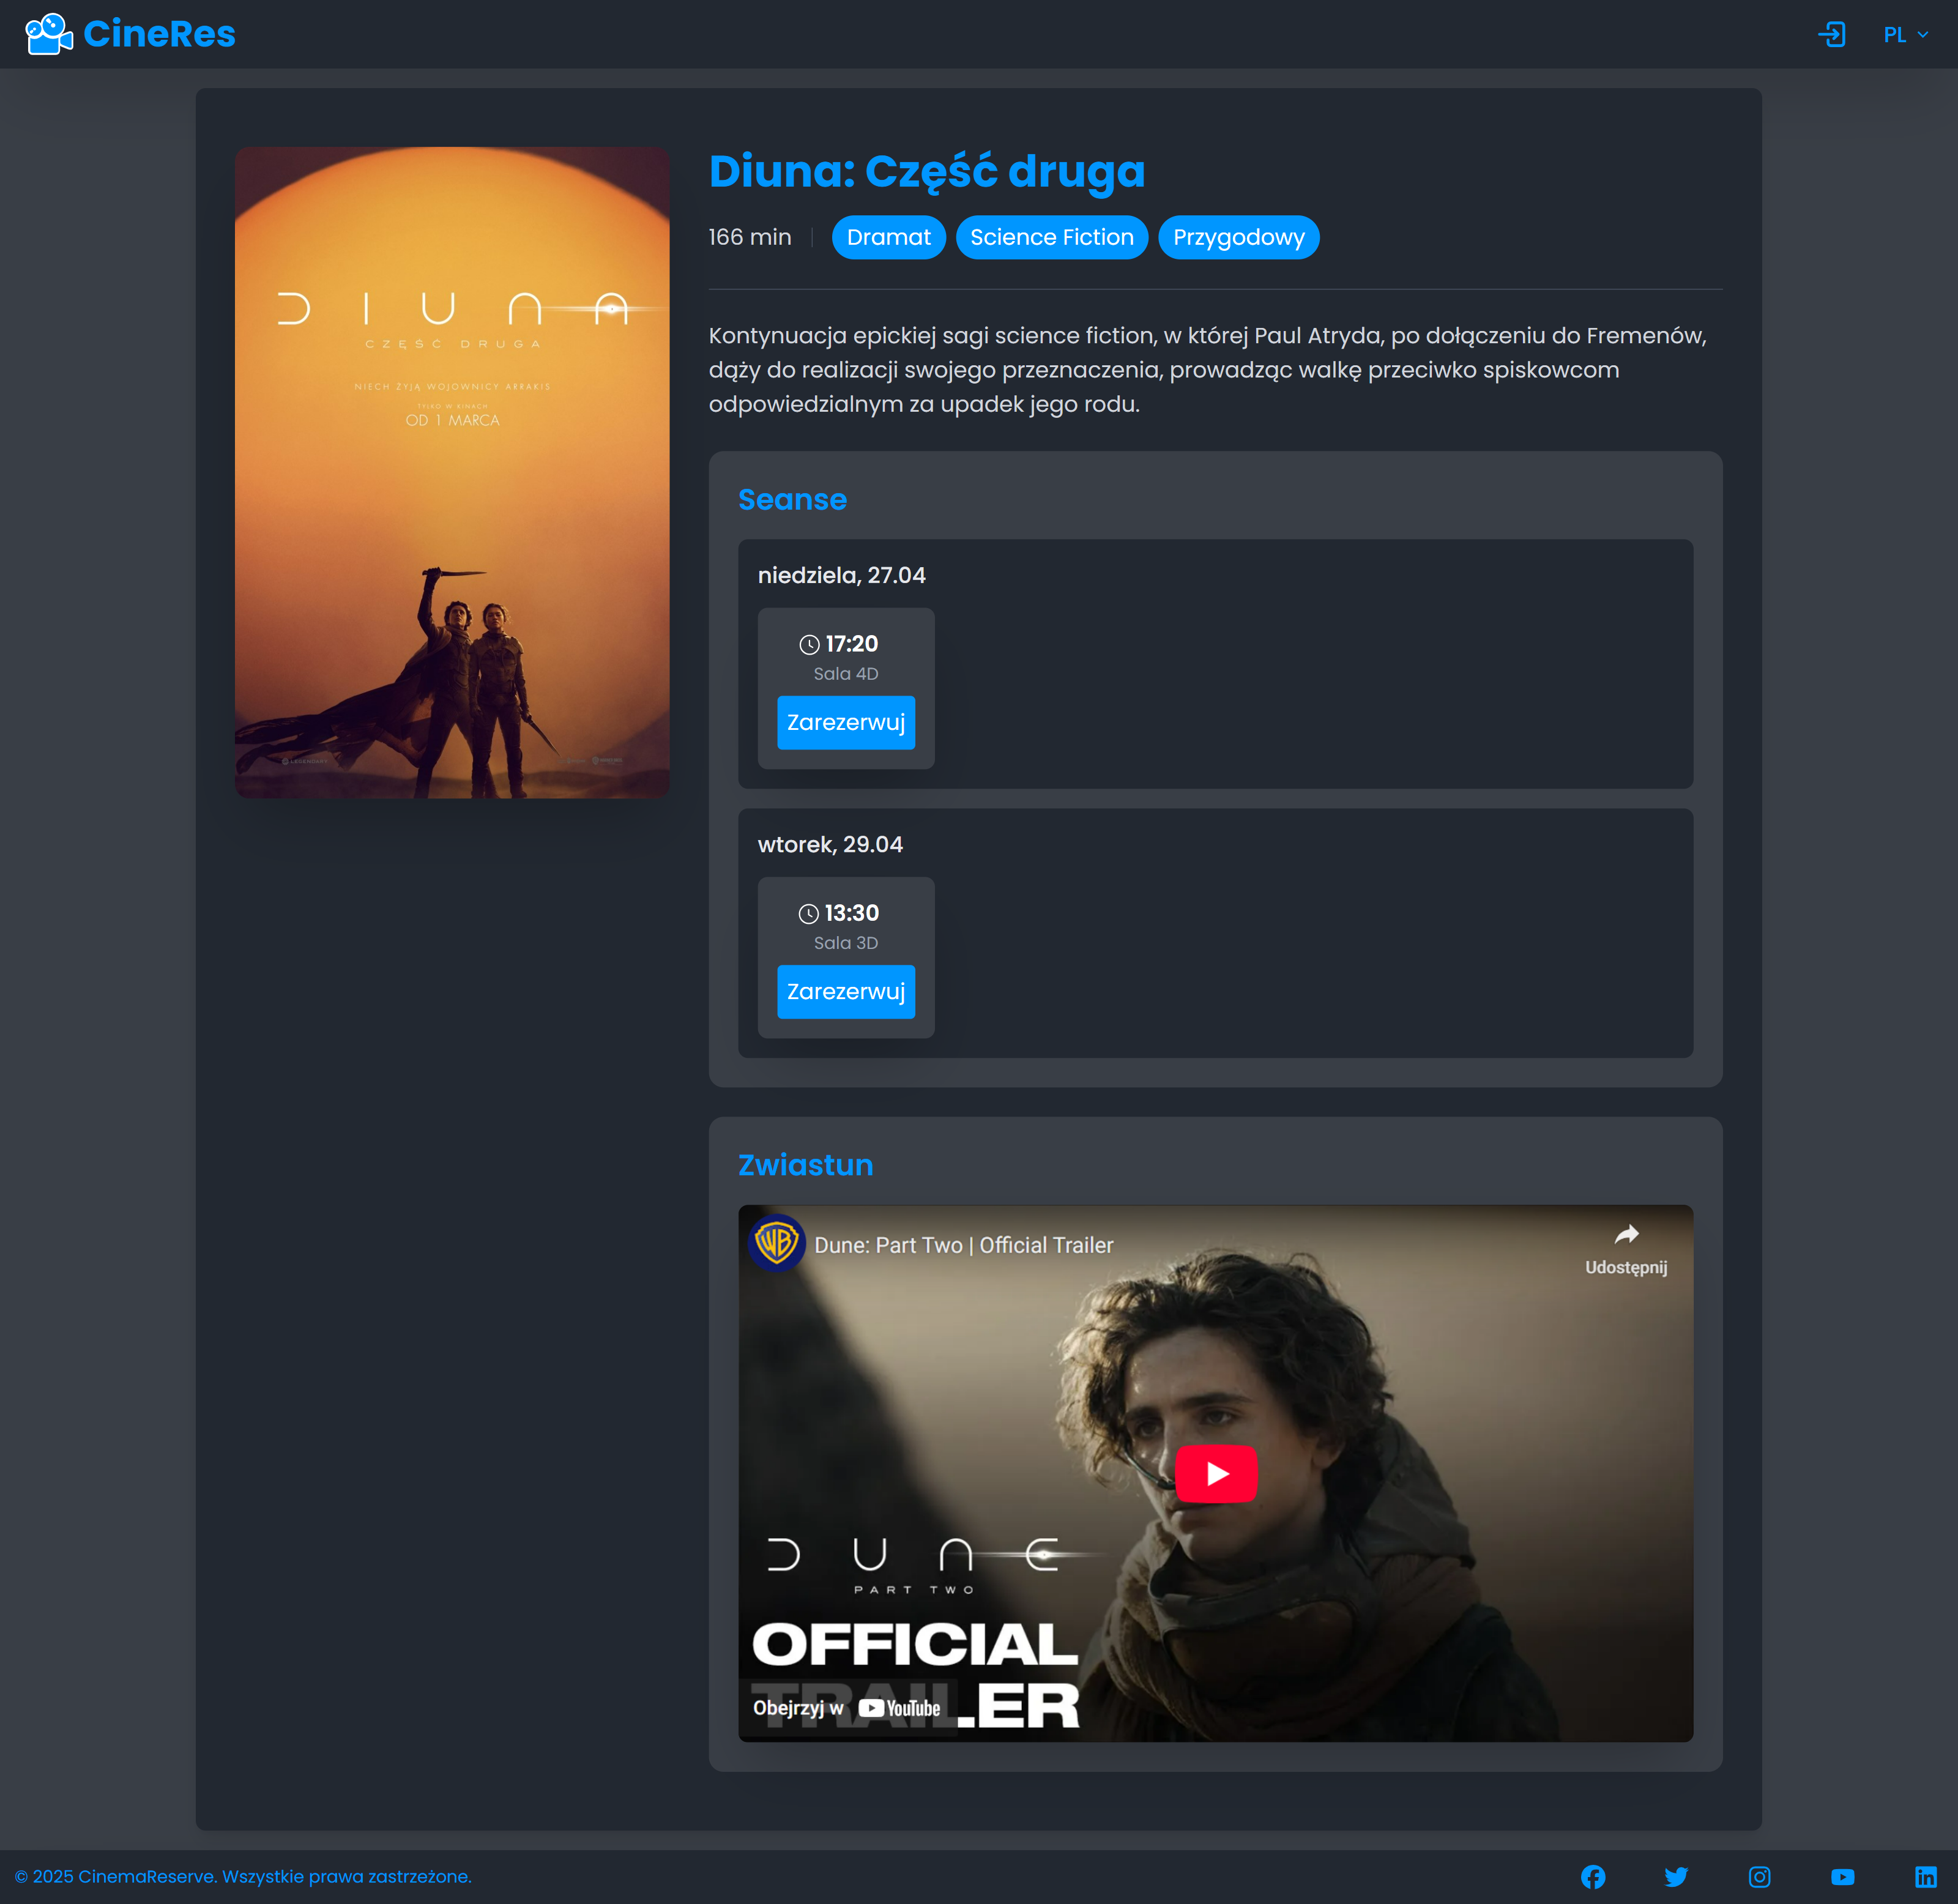 CineRes
PL
DIUNA
CZĘŚĆ DRUGA
NIECH ŻYJĄ WOJOWNICY ARRAKIS
TYLKO W KINACH
OD 1 MARCA
LEGENDARY
Diuna: Część druga
166 min
Dramat
Science Fiction
Przygodowy
Kontynuacja epickiej sagi science fiction, w której Paul Atryda, po dołączeniu do Fremenów,
dąży do realizacji swojego przeznaczenia, prowadząc walkę przeciwko spiskowcom
odpowiedzialnym za upadek jego rodu.
Seanse
niedziela, 27.04
17:20
Sala 4D
Zarezerwuj
wtorek, 29.04
13:30
Sala 3D
Zarezerwuj
Zwiastun
WB
Dune: Part Two | Official Trailer
Udostępnij
DUNE
PART TWO
OFFICIAL
TRAILER
Obejrzyj w YouTube
© 2025 CinemaReserve. Wszystkie prawa zastrzeżone.